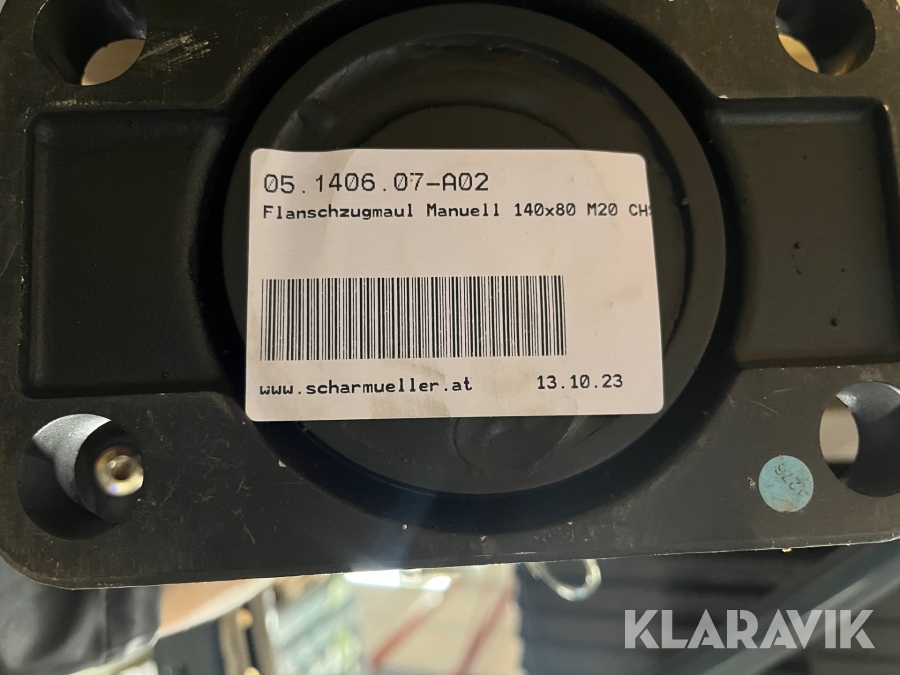 05.1406.07-A02
Flanschzugmaul Manuell 140x80 M20
www.scharmueller.at 13.10.23
KLARAVIK